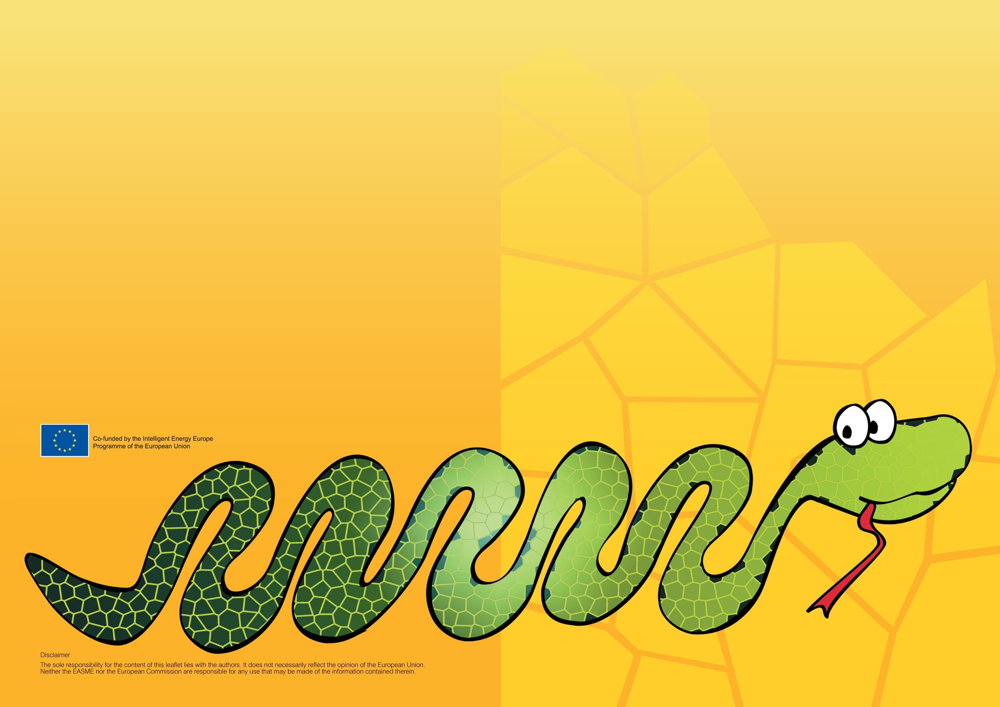 Co-funded by the Intelligent Energy Europe
Programme of the European Union
Disclaimer
The sole responsibility for the content of this leaflet lies with the authors. It does not necessarily reflect the opinion of the European Union.
Neither the EASME nor the European Commission are responsible for any use that may be made of the information contained therein.